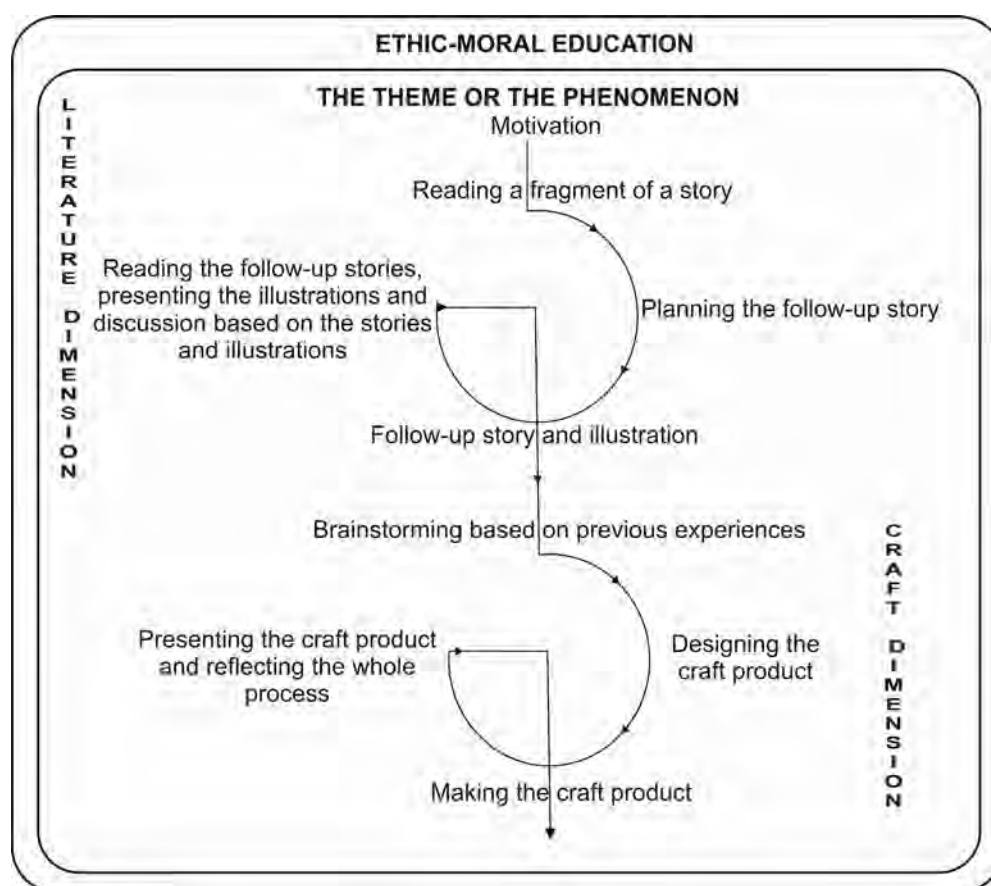 ETHIC-MORAL EDUCATION
THE THEME OR THE PHENOMENON
Motivation
LITERATURE DIMENSION
Reading a fragment of a story
Reading the follow-up stories,
presenting the illustrations and
discussion based on the stories
and illustrations
Planning the follow-up story
Follow-up story and illustration
Brainstorming based on previous experiences
CRAFT DIMENSION
Presenting the craft product
and reflecting the whole
process
Designing the
craft product
Making the craft product